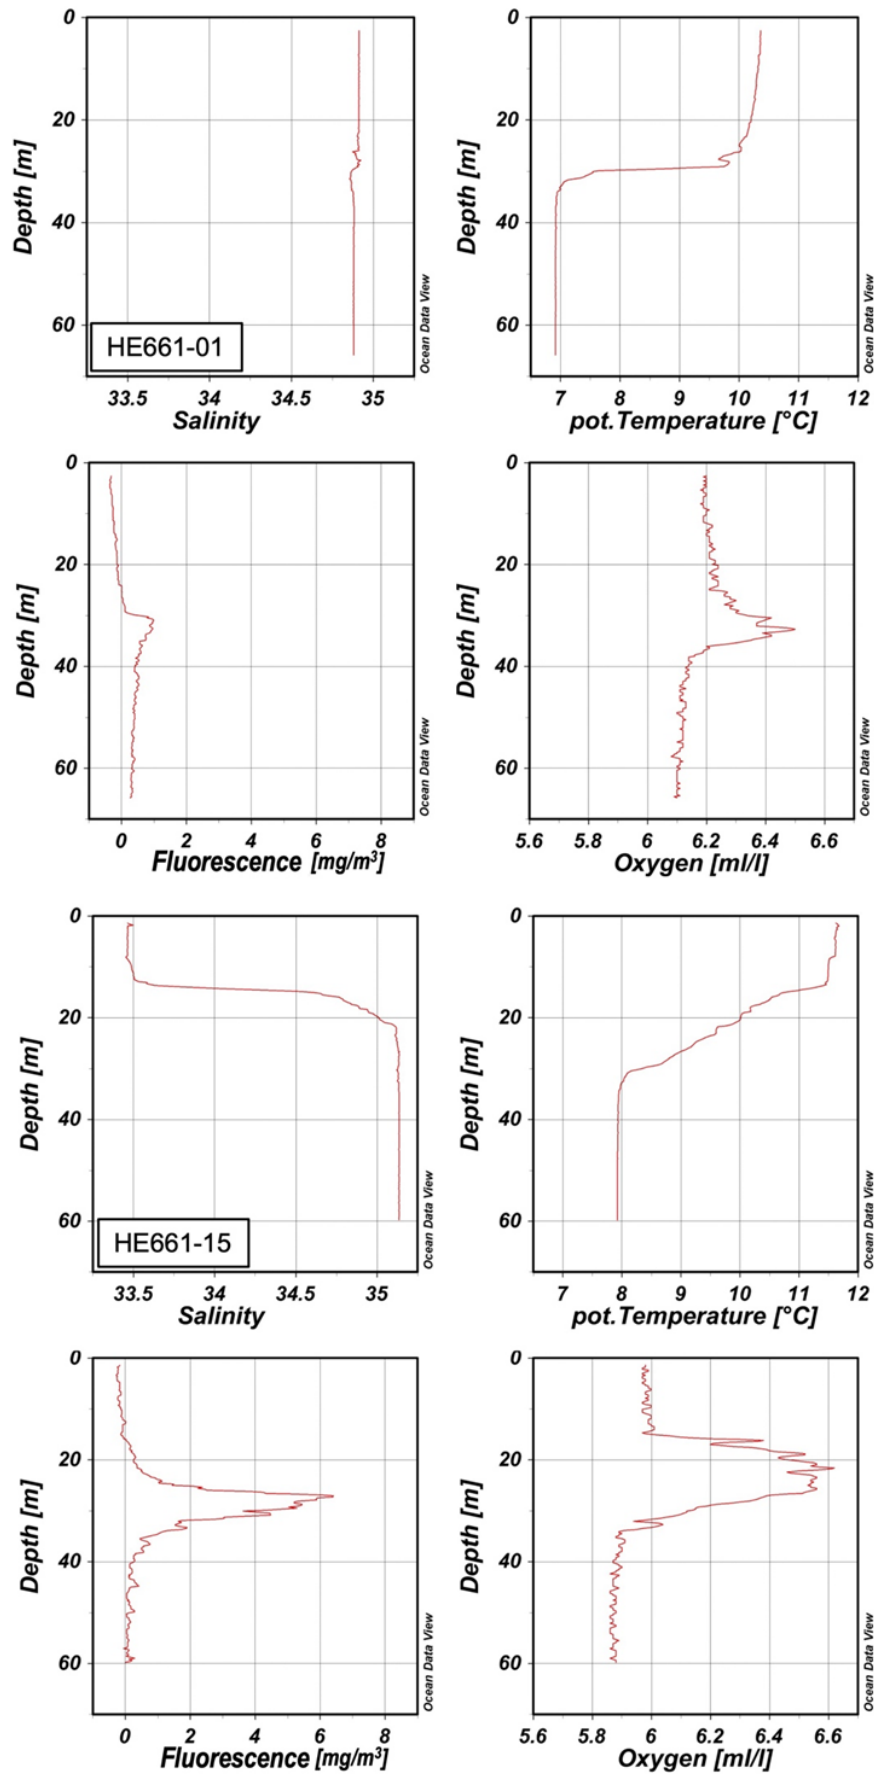 0
20
40
60
Depth [m]
HE661-01
33.5 34 34.5 35
Salinity
Ocean Data View
0
20
40
60
Depth [m]
7 8 9 10 11 12
pot.Temperature [°C]
Ocean Data View
0
20
40
60
Depth [m]
0 2 4 6 8
Fluorescence [mg/m³]
Ocean Data View
0
20
40
60
Depth [m]
5.6 5.8 6 6.2 6.4 6.6
Oxygen [ml/l]
Ocean Data View
0
20
40
60
Depth [m]
HE661-15
33.5 34 34.5 35
Salinity
Ocean Data View
0
20
40
60
Depth [m]
7 8 9 10 11 12
pot.Temperature [°C]
Ocean Data View
0
20
40
60
Depth [m]
0 2 4 6 8
Fluorescence [mg/m³]
Ocean Data View
0
20
40
60
Depth [m]
5.6 5.8 6 6.2 6.4 6.6
Oxygen [ml/l]
Ocean Data View